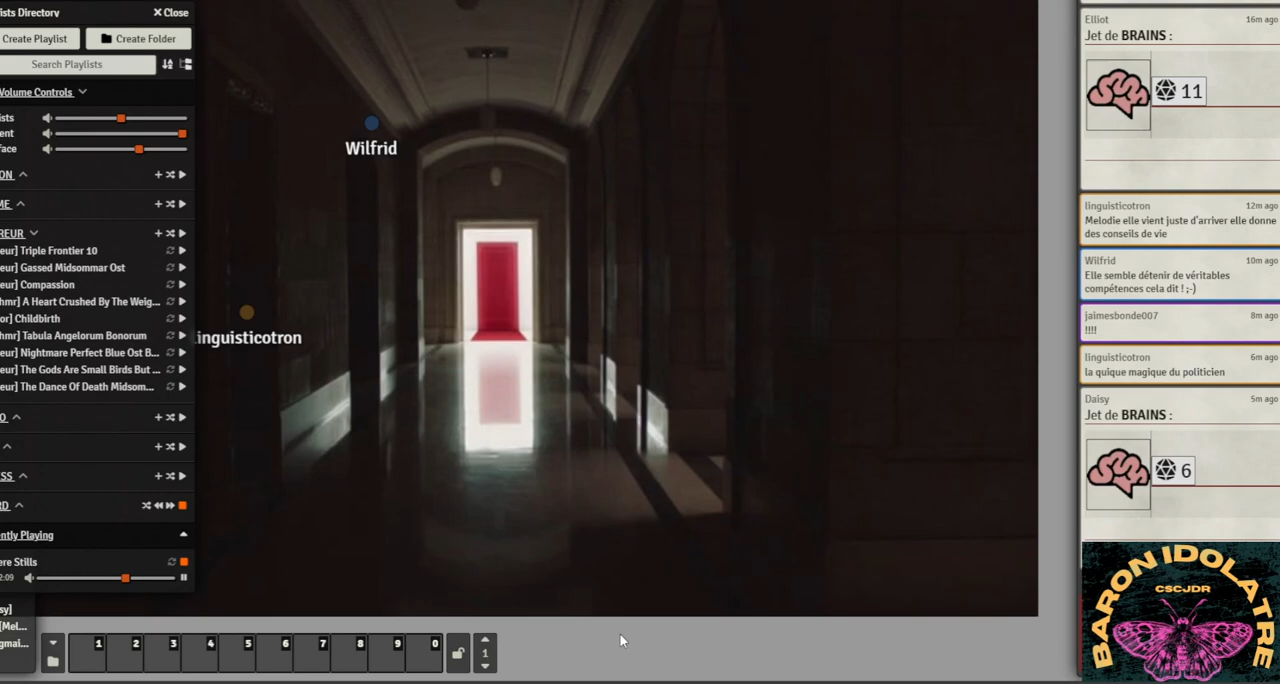 ists Directory
Close
Create Playlist
Create Folder
Search Playlists
Volume Controls
ists
ent
face
ON
ME
REUR
eur] Triple Frontier 10
eur] Gassed Midsommar Ost
eur] Compassion
hmr] A Heart Crushed By The Weig...
or] Childbirth
hmr] Tabula Angelorum Bonorum
eur] Nightmare Perfect Blue Ost B...
eur] The Gods Are Small Birds But ...
eur] The Dance Of Death Midsom...
O
ESS
RD
ently Playing
ere Stills
2:09
sy]
[Mel...
gmai...
Wilfrid
linguisticotron
1 2 3 4 5 6 7 8 9 0
1
Elliot
16m ago
Jet de BRAINS :
11
linguisticotron
12m ago
Melodie elle vient juste d'arriver elle donne
des conseils de vie
Wilfrid
10m ago
Elle semble détenir de véritables
compétences cela dit ! ;-)
jaimesbonde007
8m ago
!!!!
linguisticotron
6m ago
la quique magique du politicien
Daisy
5m ago
Jet de BRAINS :
6
BARON IDOLATRE
CSCJDR